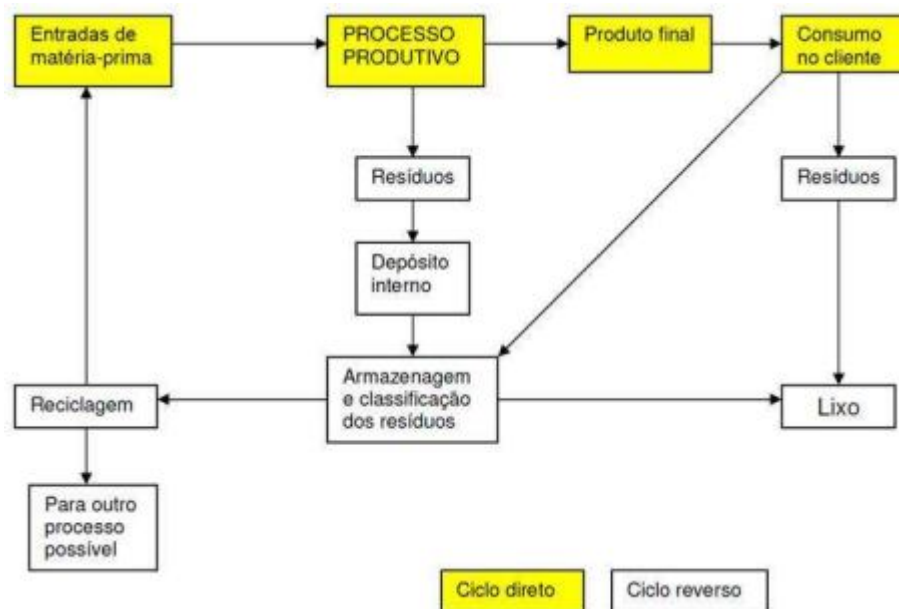 Entradas de
matéria-prima
PROCESSO
PRODUTIVO
Produto final
Consumo
no cliente
Resíduos
Resíduos
Depósito
interno
Armazenagem
e classificação
dos resíduos
Reciclagem
Lixo
Para outro
processo
possível
Ciclo direto
Ciclo reverso